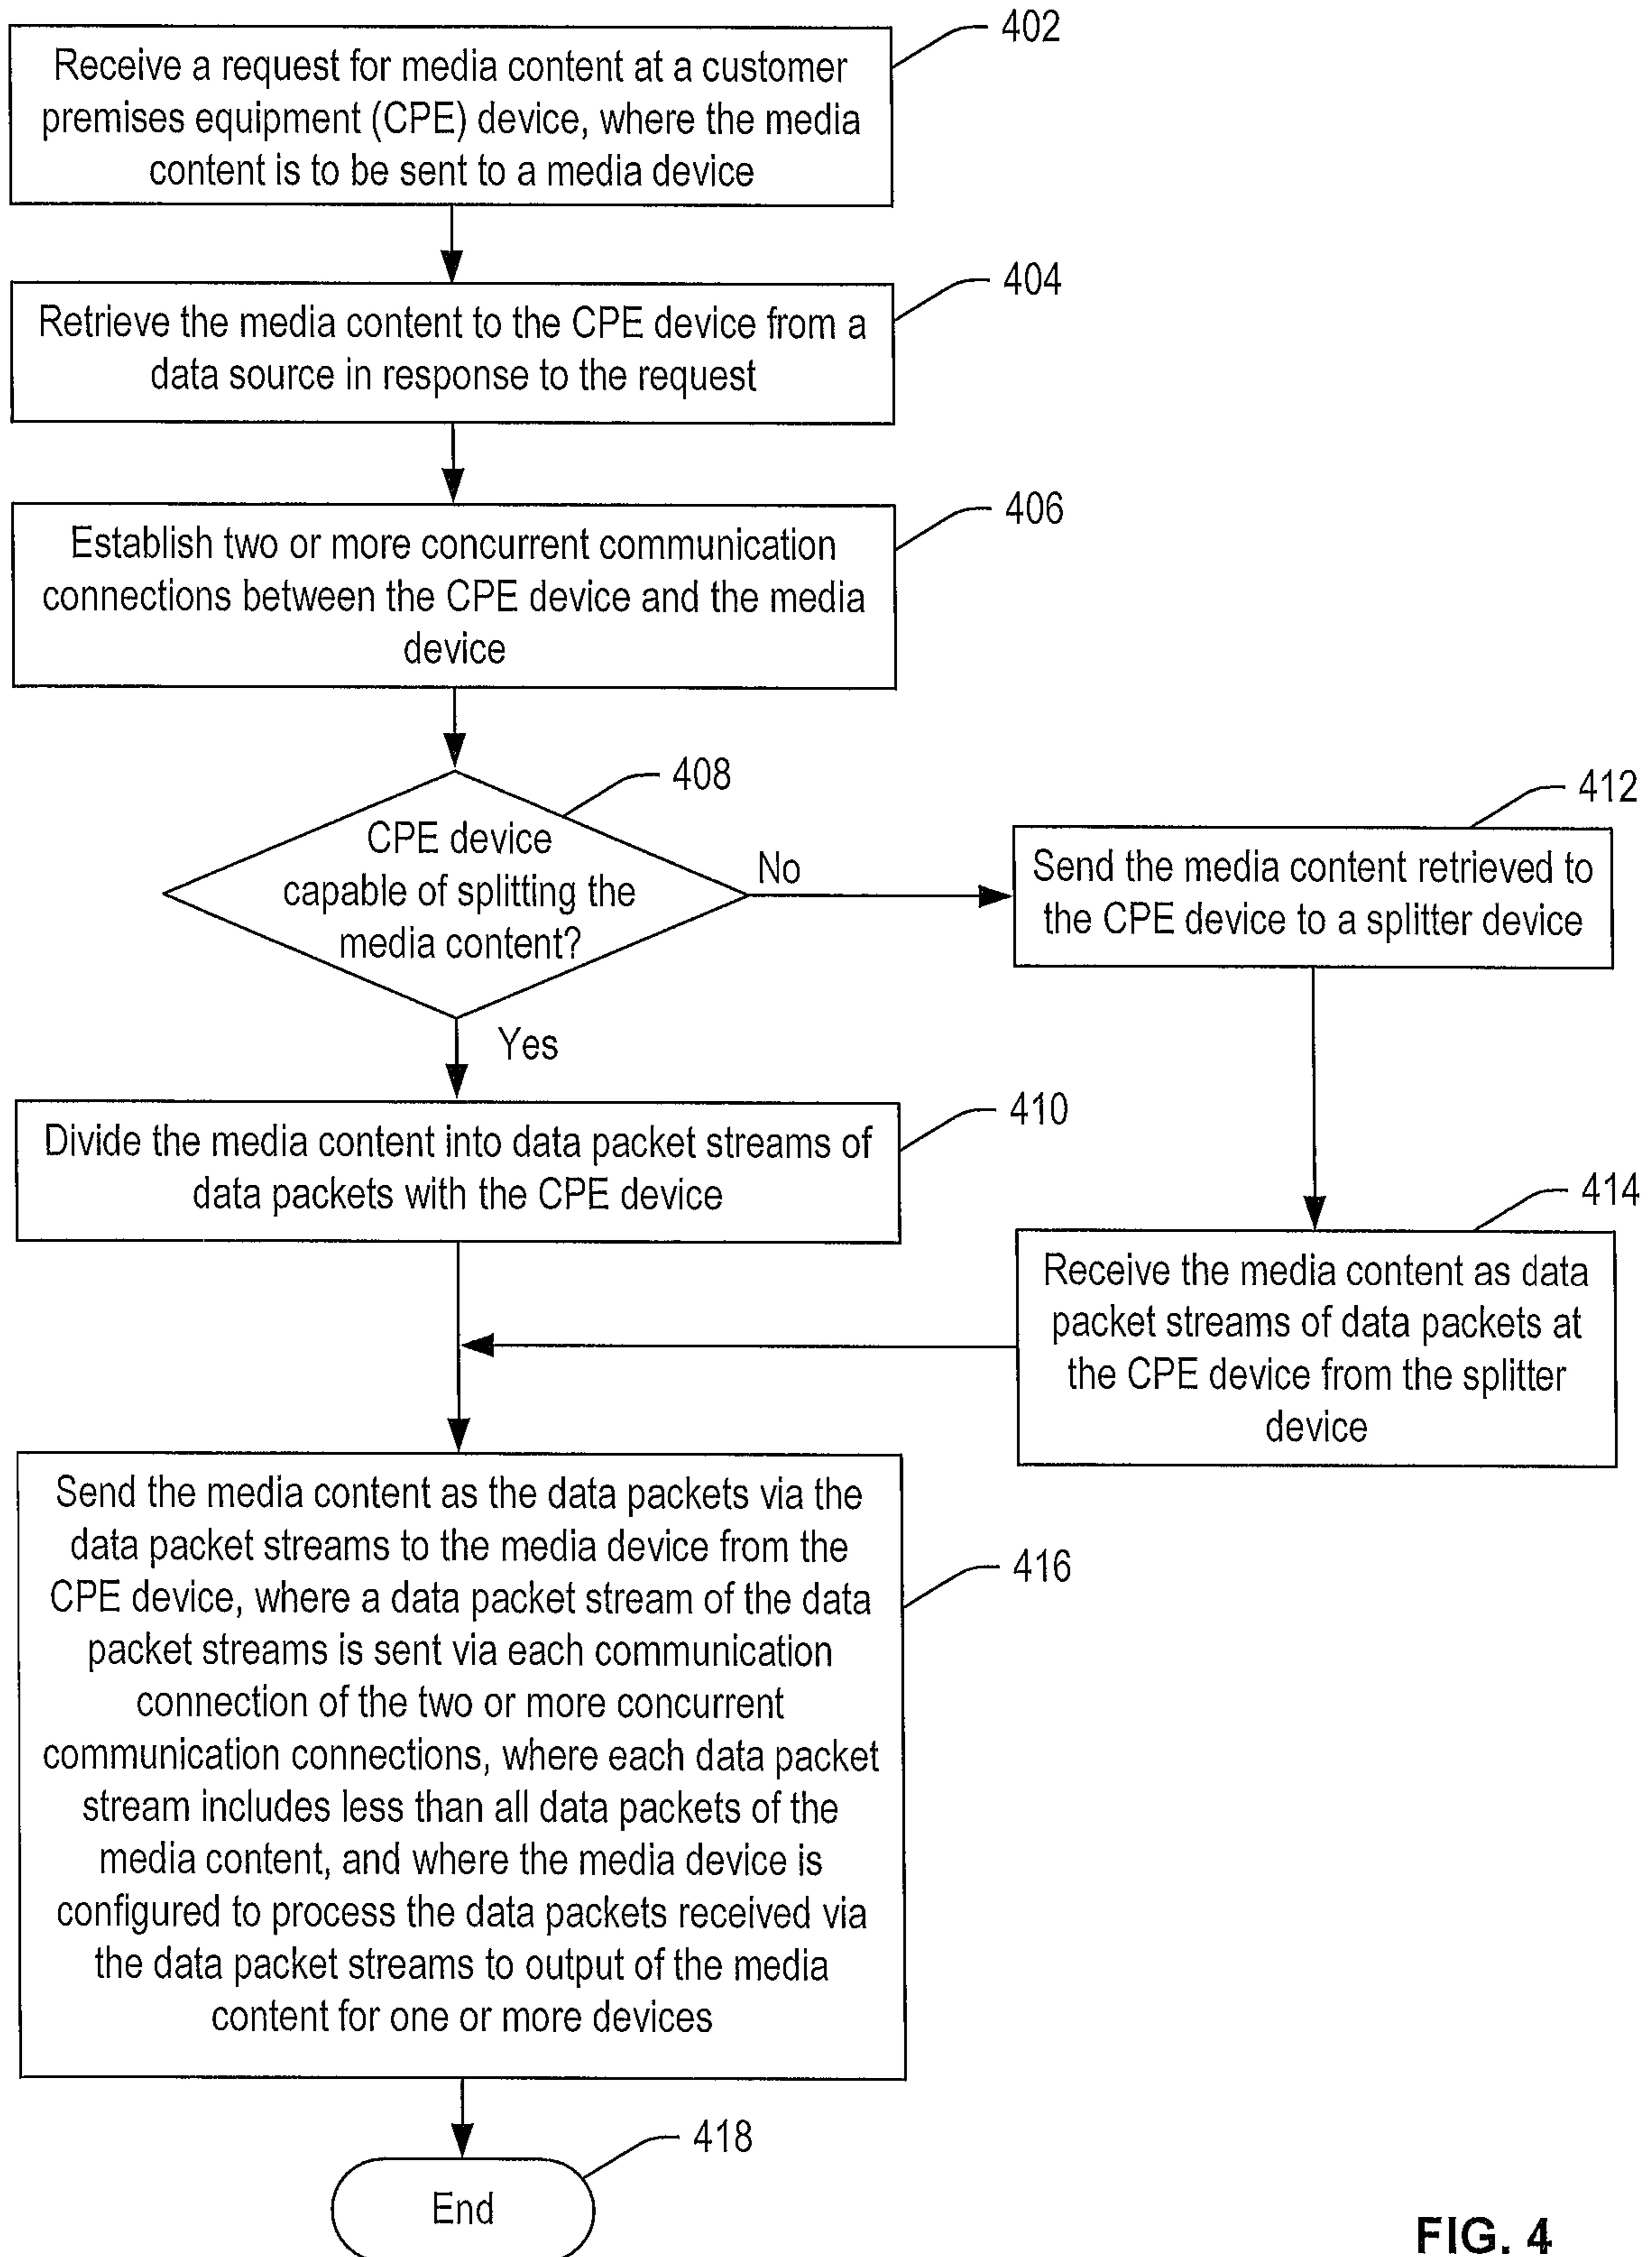 402
Receive a request for media content at a customer
premises equipment (CPE) device, where the media
content is to be sent to a media device
404
Retrieve the media content to the CPE device from a
data source in response to the request
406
Establish two or more concurrent communication
connections between the CPE device and the media
device
408
CPE device
capable of splitting the
media content?
No
412
Send the media content retrieved to
the CPE device to a splitter device
Yes
410
Divide the media content into data packet streams of
data packets with the CPE device
414
Receive the media content as data
packet streams of data packets at
the CPE device from the splitter
device
416
Send the media content as the data packets via the
data packet streams to the media device from the
CPE device, where a data packet stream of the data
packet streams is sent via each communication
connection of the two or more concurrent
communication connections, where each data packet
stream includes less than all data packets of the
media content, and where the media device is
configured to process the data packets received via
the data packet streams to output of the media
content for one or more devices
418
End
FIG. 4